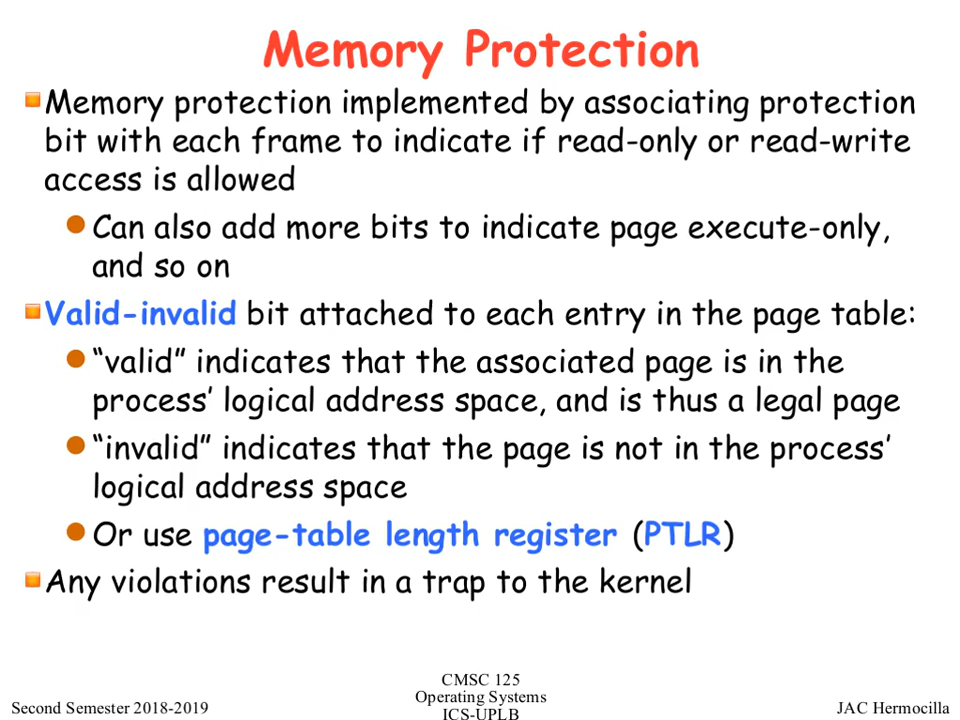 Memory Protection
Memory protection implemented by associating protection
bit with each frame to indicate if read-only or read-write
access is allowed
Can also add more bits to indicate page execute-only,
and so on
Valid-invalid bit attached to each entry in the page table:
“valid” indicates that the associated page is in the
process’ logical address space, and is thus a legal page
“invalid” indicates that the page is not in the process’
logical address space
Or use page-table length register (PTLR)
Any violations result in a trap to the kernel
Second Semester 2018-2019
CMSC 125
Operating Systems
ICS-UPLB
JAC Hermocilla